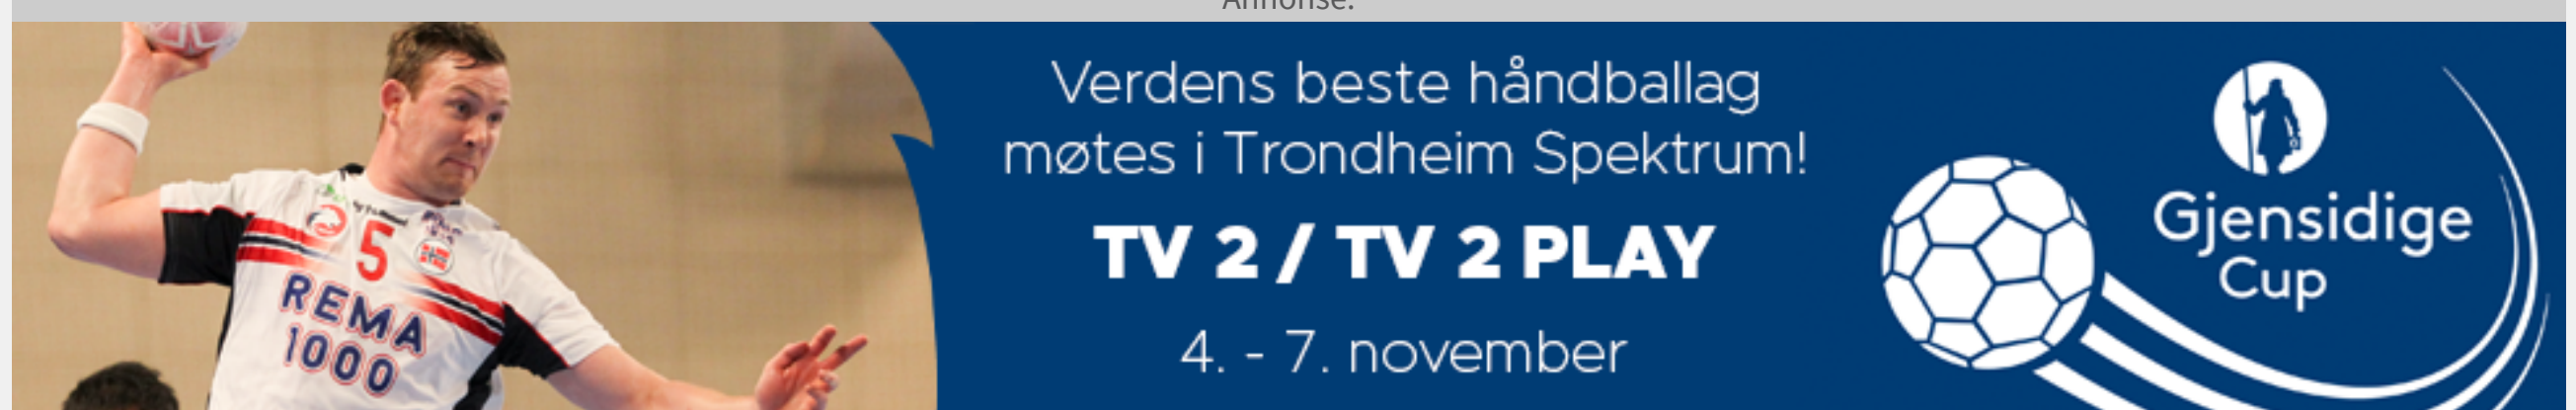 Annonse:
Verdens beste håndballag
møtes i Trondheim Spektrum!
TV 2 / TV 2 PLAY
4. - 7. november
Gjensidige
Cup
5
REMA
1000